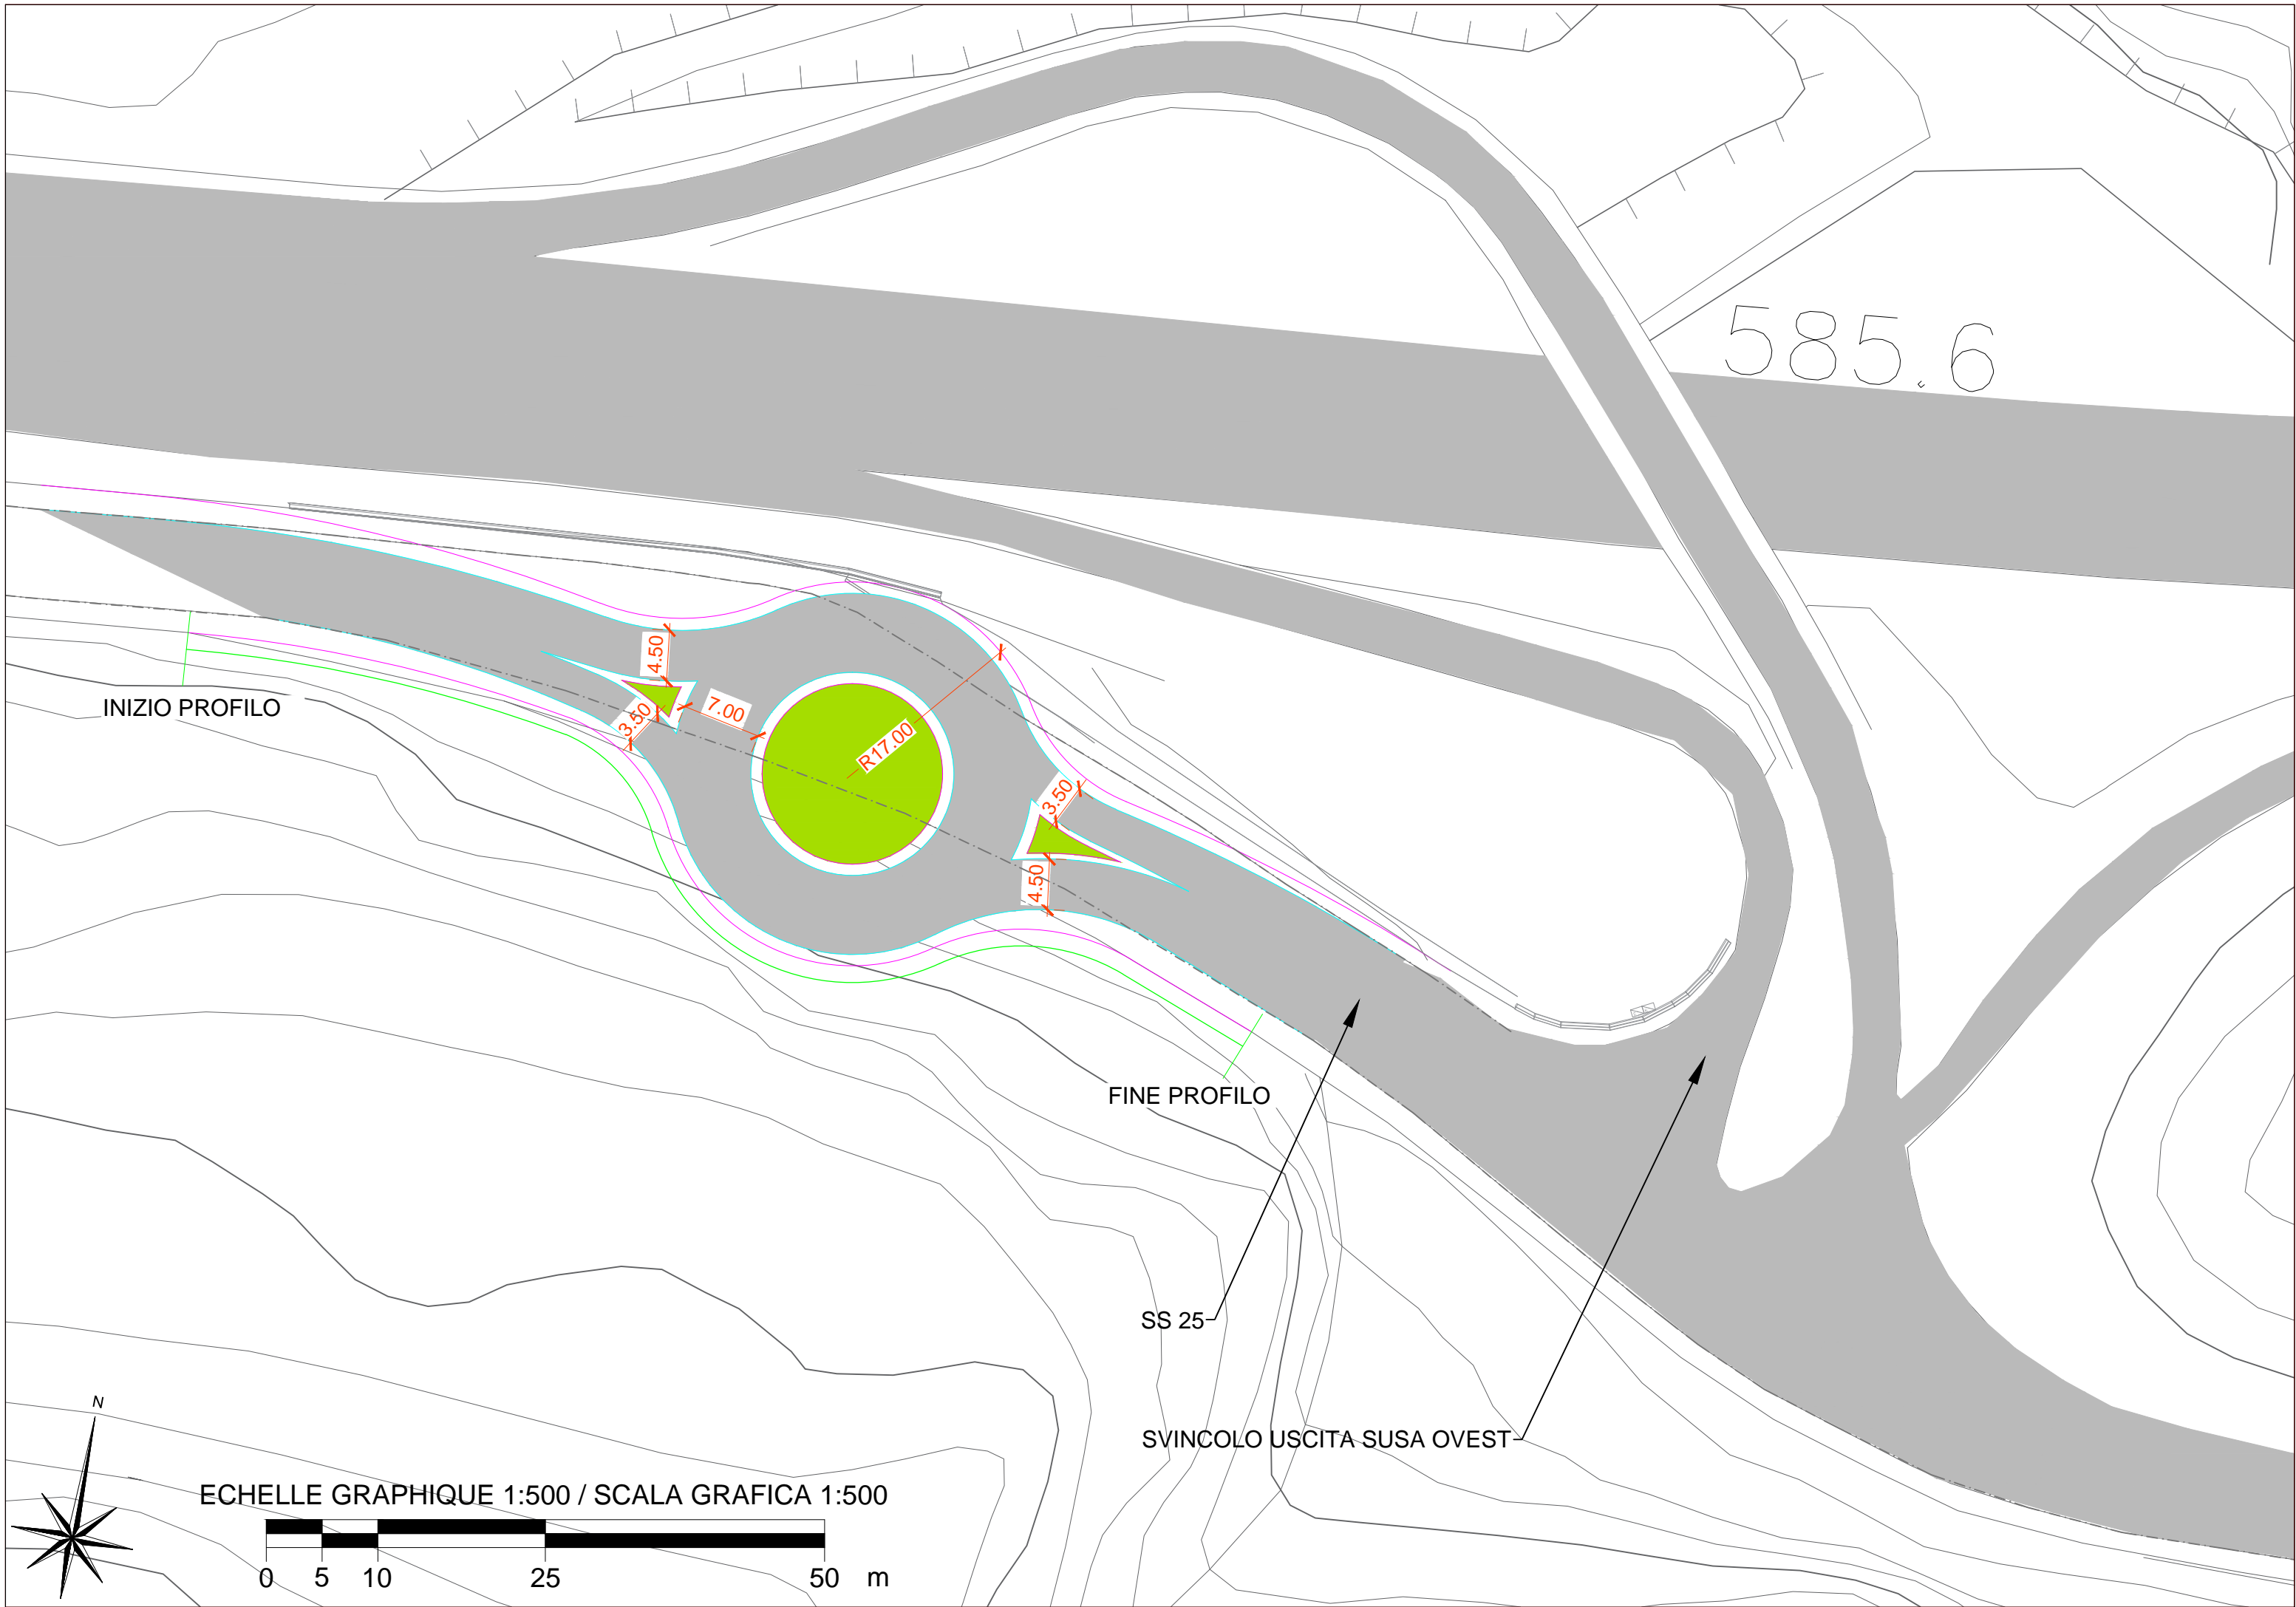 585.6
4.50
7.00
3.50
R17.00
INIZIO PROFILO
3.50
4.50
FINE PROFILO
SS 25
SVINCOLO USCITA SUSA OVEST
N
ECHELLE GRAPHIQUE 1:500 / SCALA GRAFICA 1:500
0 5 10 25 50 m